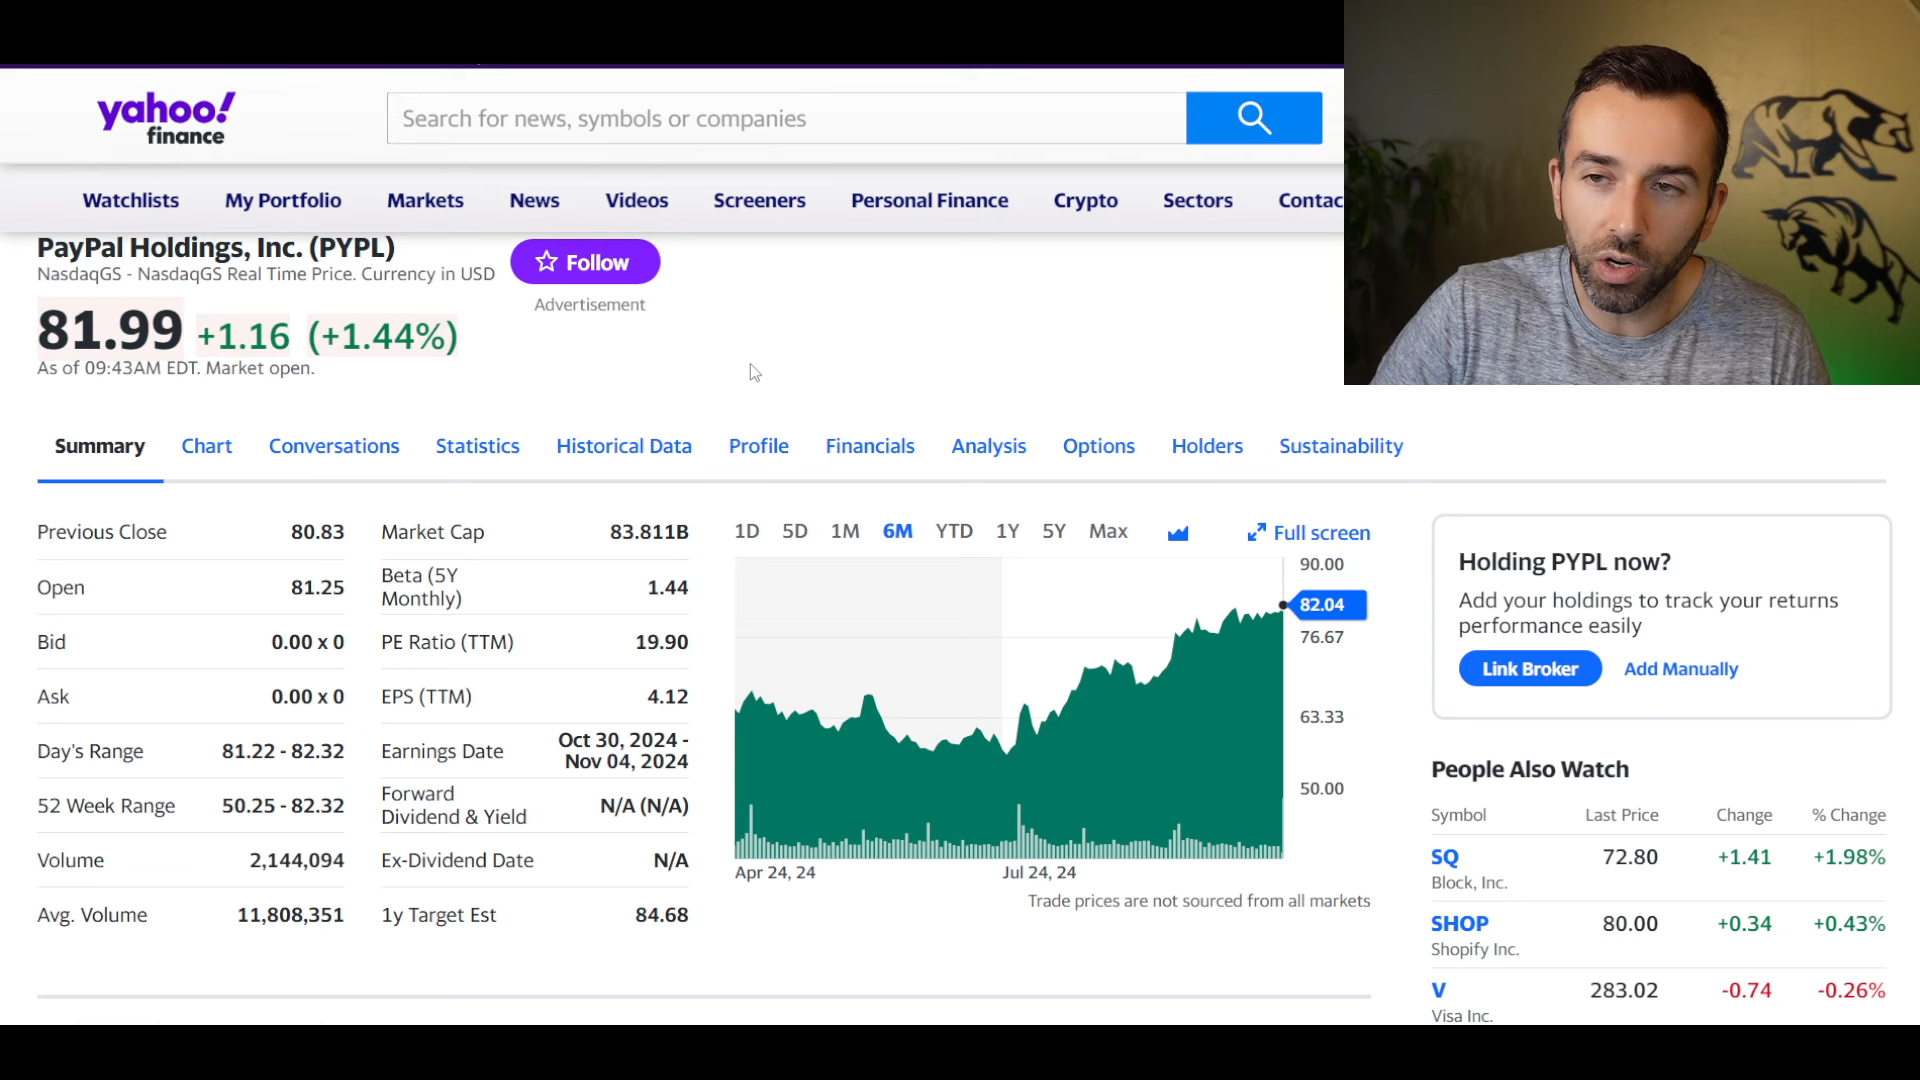 yahoo!
finance
Search for news, symbols or companies
Watchlists My Portfolio Markets News Videos Screeners Personal Finance Crypto Sectors Contac
PayPal Holdings, Inc. (PYPL)
NasdaqGS - NasdaqGS Real Time Price. Currency in USD
Follow
Advertisement
81.99 +1.16 (+1.44%)
As of 09:43AM EDT. Market open.
Summary Chart Conversations Statistics Historical Data Profile Financials Analysis Options Holders Sustainability
Previous Close 80.83
Open 81.25
Bid 0.00 x 0
Ask 0.00 x 0
Day's Range 81.22 - 82.32
52 Week Range 50.25 - 82.32
Volume 2,144,094
Avg. Volume 11,808,351
Market Cap 83.811B
Beta (5Y
Monthly) 1.44
PE Ratio (TTM) 19.90
EPS (TTM) 4.12
Earnings Date Oct 30, 2024 -
Nov 04, 2024
Forward
Dividend & Yield N/A (N/A)
Ex-Dividend Date N/A
1y Target Est 84.68
1D 5D 1M 6M YTD 1Y 5Y Max Full screen
90.00
82.04
76.67
63.33
50.00
Apr 24, 24 Jul 24, 24
Trade prices are not sourced from all markets
Holding PYPL now?
Add your holdings to track your returns
performance easily
Link Broker Add Manually
People Also Watch
Symbol Last Price Change % Change
SQ 72.80 +1.41 +1.98%
Block, Inc.
SHOP 80.00 +0.34 +0.43%
Shopify Inc.
V 283.02 -0.74 -0.26%
Visa Inc.